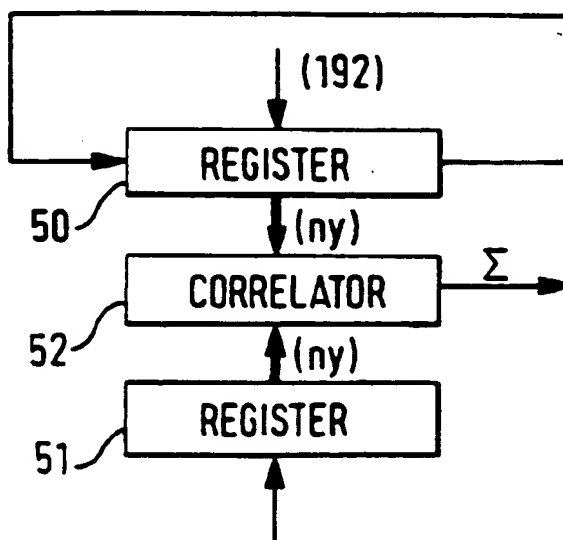 (192)
REGISTER
50
(ny)
CORRELATOR
Σ
52
(ny)
REGISTER
51